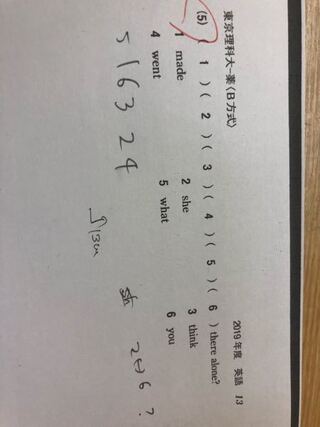 東京理科大-薬〈B方式〉 2019年度 英語 13
(5) ( 1 )( 2 )( 3 )( 4 )( 5 )( 6 ) there alone?
1 made 2 she 3 think
4 went 5 what 6 you
5 1 6 3 2 4
2⇔6 ?